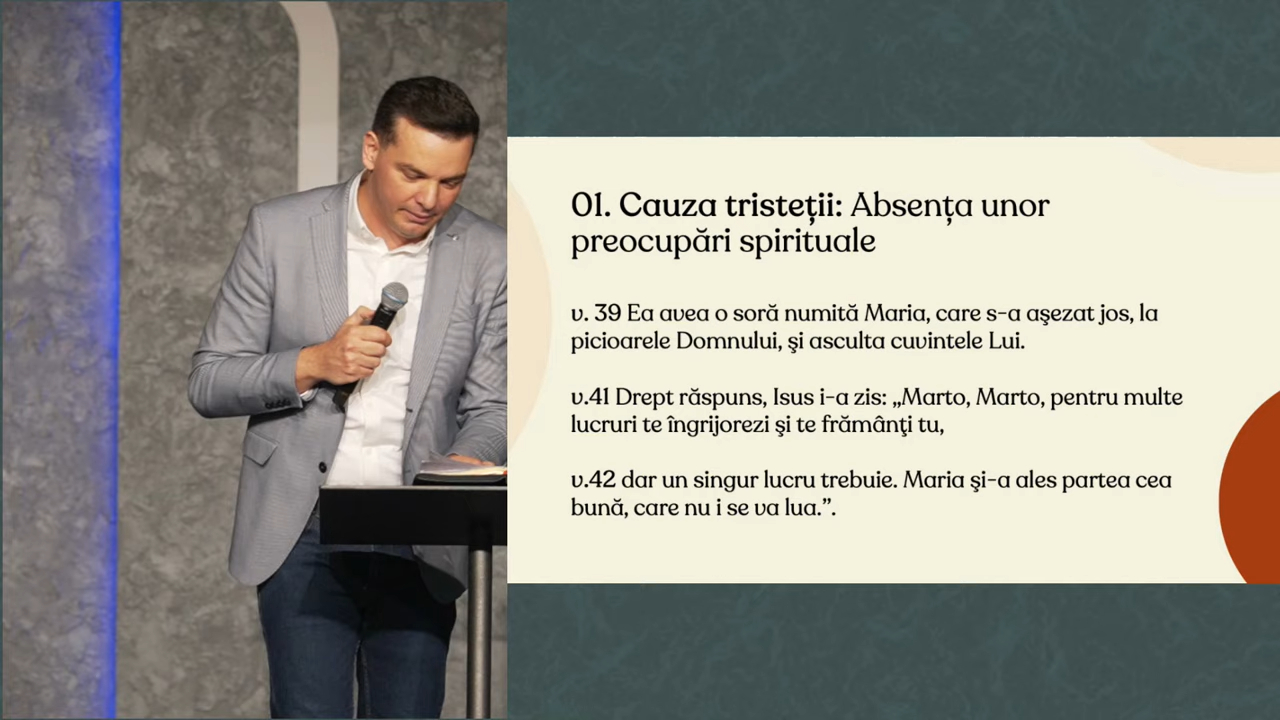 01. Cauza tristeții: Absența unor
preocupări spirituale
v. 39 Ea avea o soră numită Maria, care s-a aşezat jos, la
picioarele Domnului, şi asculta cuvintele Lui.
v.41 Drept răspuns, Isus i-a zis: „Marto, Marto, pentru multe
lucruri te îngrijorezi şi te frămânţi tu,
v.42 dar un singur lucru trebuie. Maria şi-a ales partea cea
bună, care nu i se va lua.”.